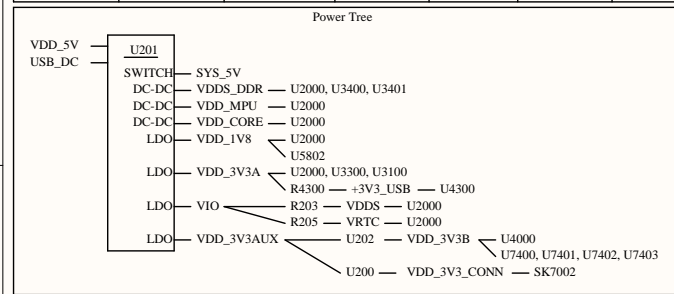 Power Tree
VDD_5V
USB_DC
U201
SWITCH SYS_5V
DC-DC VDDS_DDR U2000, U3400, U3401
DC-DC VDD_MPU U2000
DC-DC VDD_CORE U2000
LDO VDD_1V8 U2000
U5802
LDO VDD_3V3A U2000, U3300, U3100
R4300 +3V3_USB U4300
LDO VIO R203 VDDS U2000
R205 VRTC U2000
LDO VDD_3V3AUX U202 VDD_3V3B U4000
U7400, U7401, U7402, U7403
U200 VDD_3V3_CONN SK7002